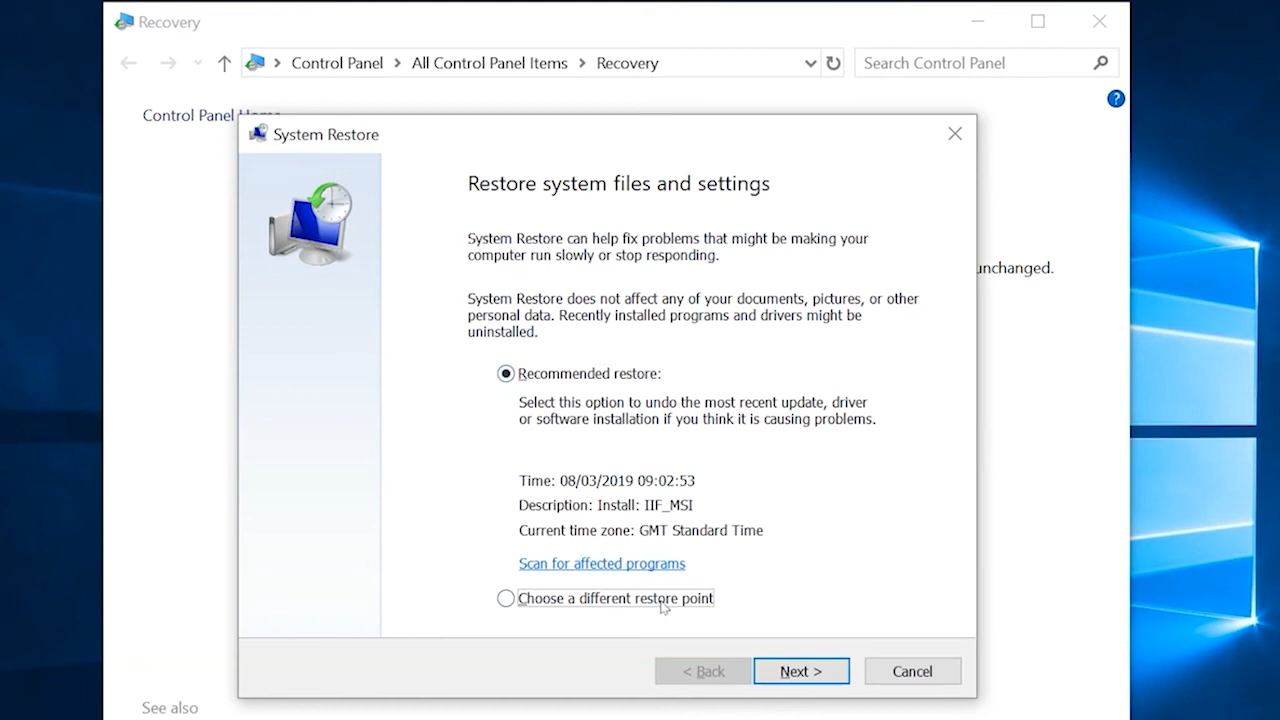 Recovery
Control Panel > All Control Panel Items > Recovery
Search Control Panel
?
Control Panel Home
System Restore
Restore system files and settings
System Restore can help fix problems that might be making your
computer run slowly or stop responding.
unchanged.
System Restore does not affect any of your documents, pictures, or other
personal data. Recently installed programs and drivers might be
uninstalled.
Recommended restore:
Select this option to undo the most recent update, driver
or software installation if you think it is causing problems.
Time: 08/03/2019 09:02:53
Description: Install: IIF_MSI
Current time zone: GMT Standard Time
Scan for affected programs
Choose a different restore point
< Back
Next >
Cancel
See also